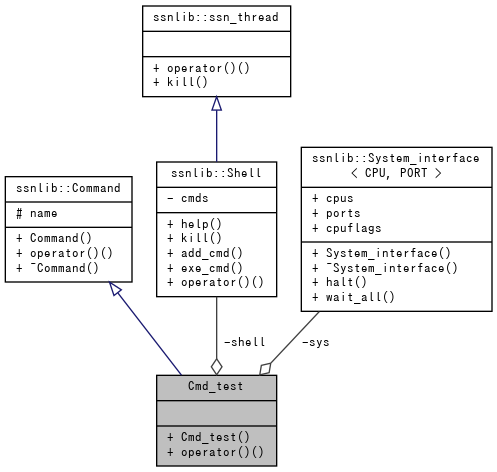 ssnlib::ssn_thread
+ operator()()
+ kill()
ssnlib::Command
# name
+ Command()
+ operator()()
+ ~Command()
ssnlib::Shell
- cmds
+ help()
+ kill()
+ add_cmd()
+ exe_cmd()
+ operator()()
ssnlib::System_interface
< CPU, PORT >
+ cpus
+ ports
+ cpuflags
+ System_interface()
+ ~System_interface()
+ halt()
+ wait_all()
-shell
-sys
Cmd_test
+ Cmd_test()
+ operator()()